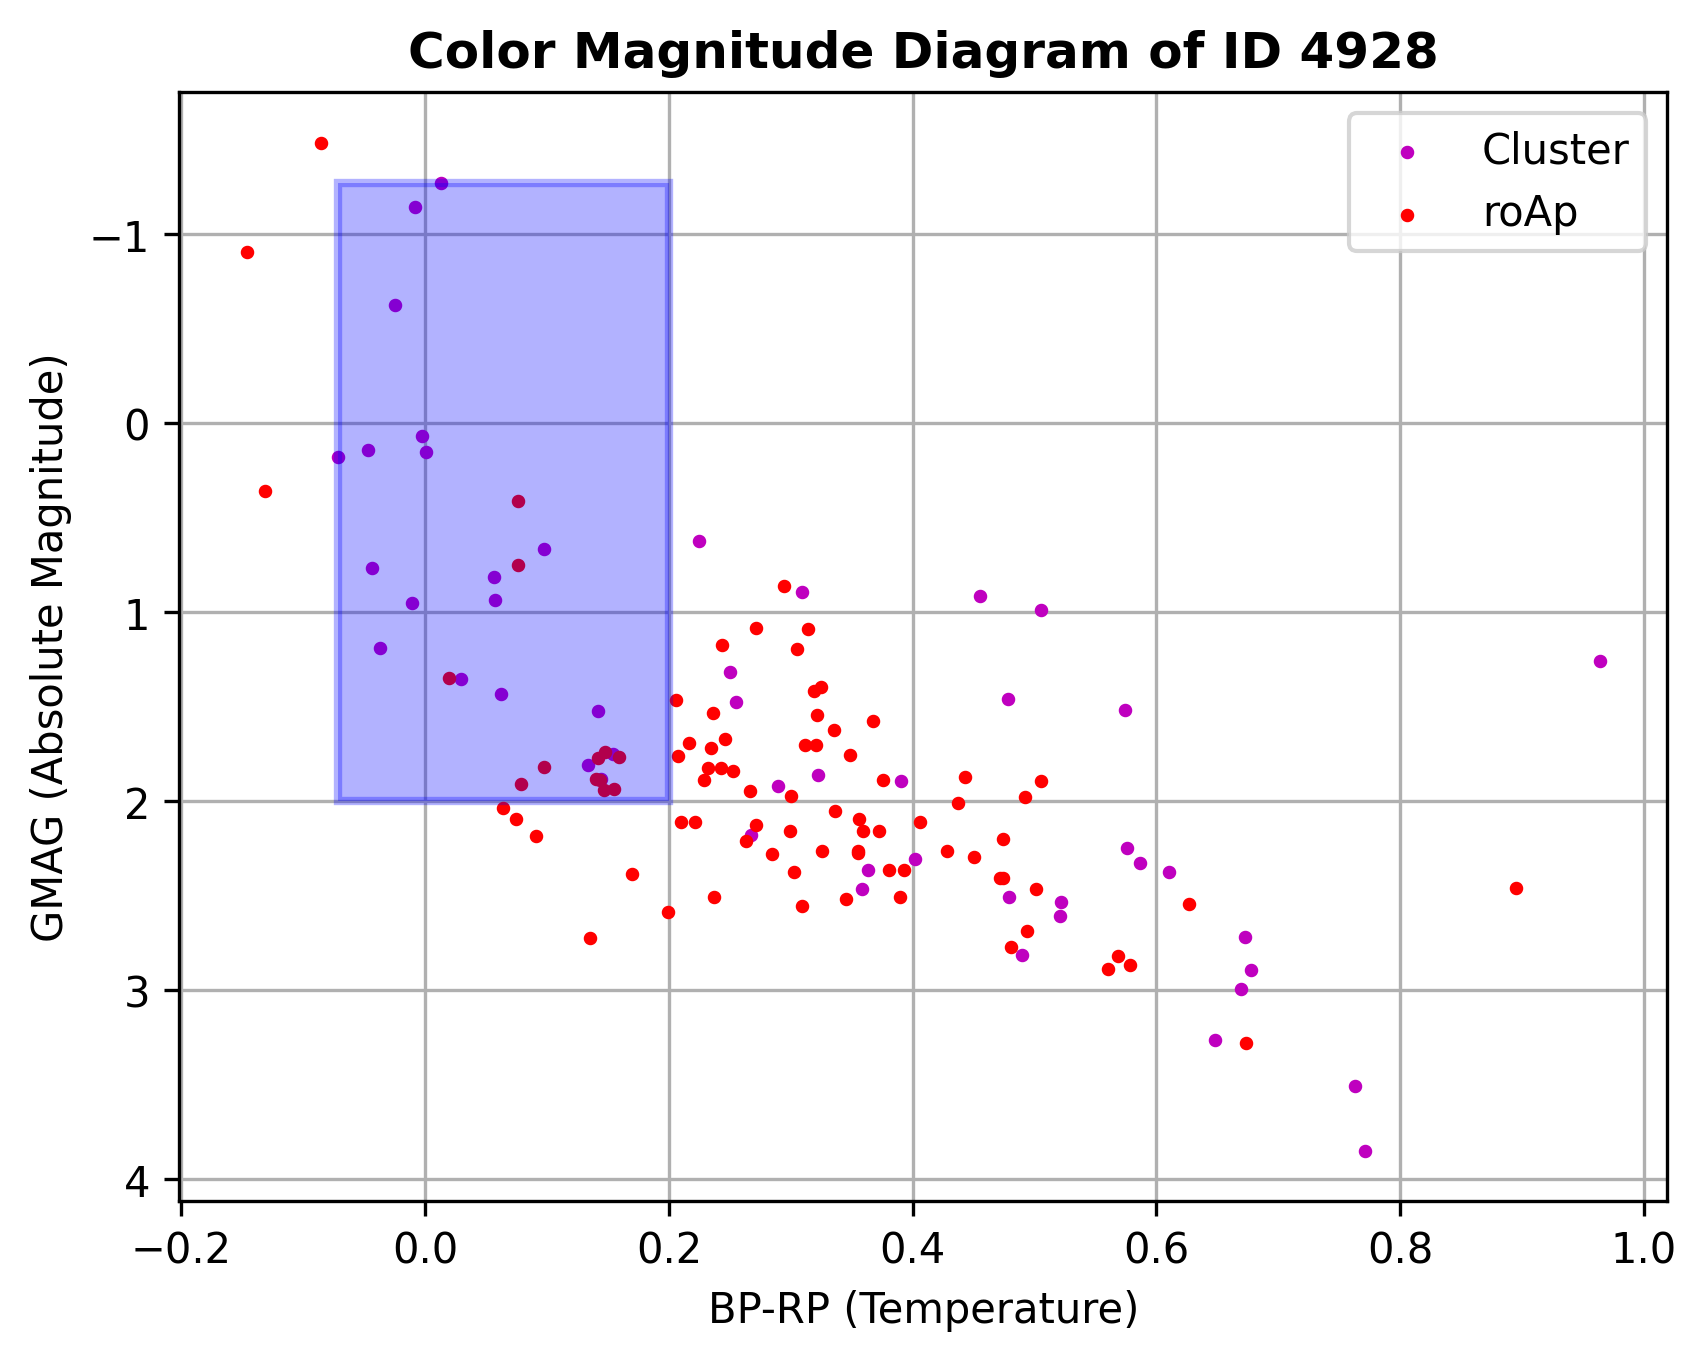 Color Magnitude Diagram of ID 4928
Cluster
roAp
GMAG (Absolute Magnitude)
−1
0
1
2
3
4
−0.2 0.0 0.2 0.4 0.6 0.8 1.0
BP-RP (Temperature)